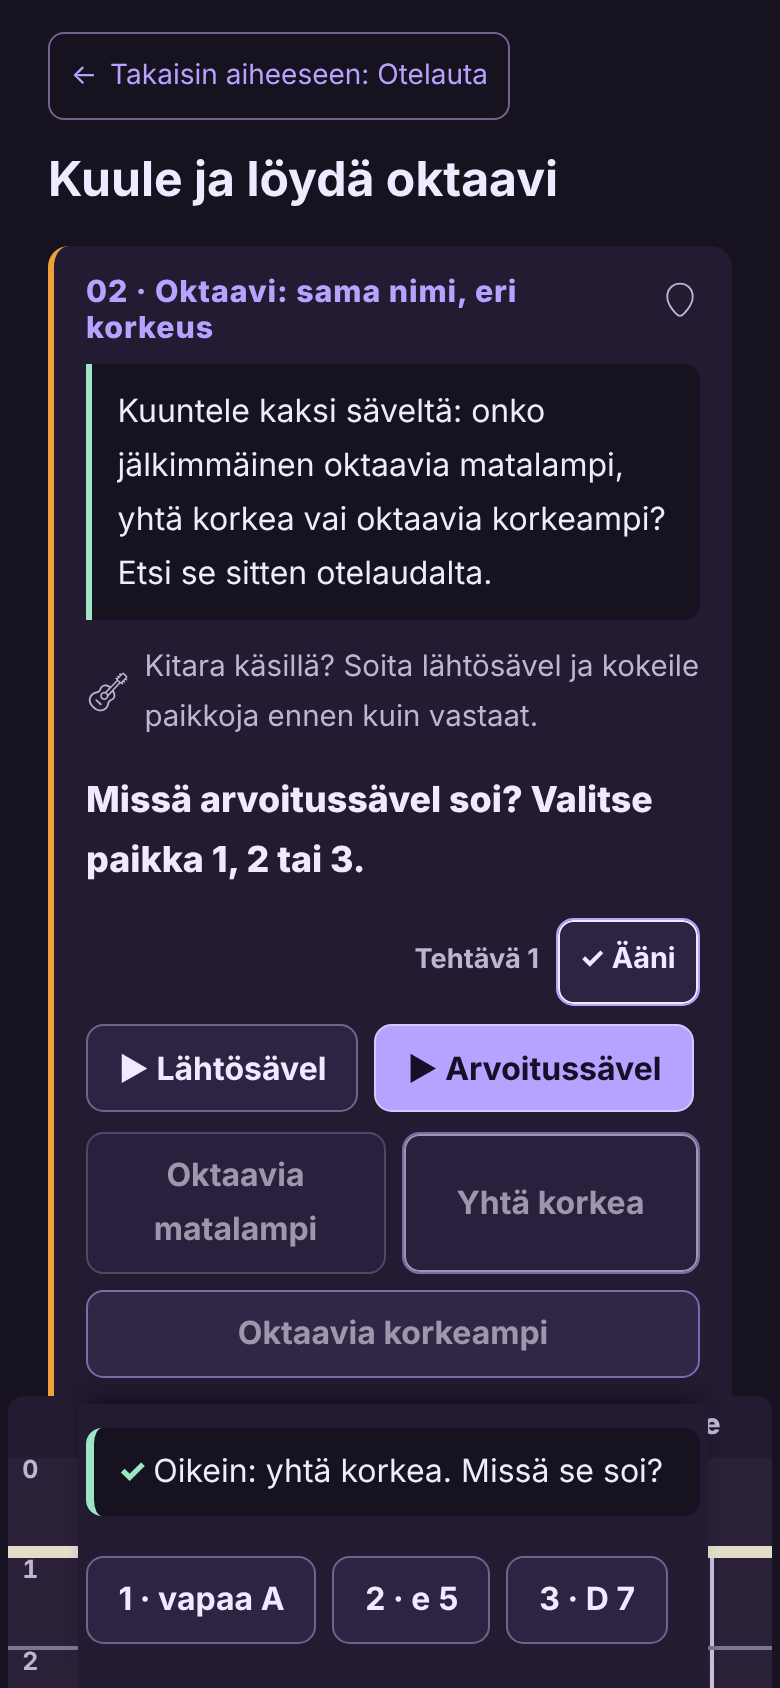 ← Takaisin aiheeseen: Otelauta
Kuule ja löydä oktaavi
02 · Oktaavi: sama nimi, eri
korkeus
Kuuntele kaksi säveltä: onko
jälkimmäinen oktaavia matalampi,
yhtä korkea vai oktaavia korkeampi?
Etsi se sitten otelaudalta.
Kitara käsillä? Soita lähtösävel ja kokeile
paikkoja ennen kuin vastaat.
Missä arvoitussävel soi? Valitse
paikka 1, 2 tai 3.
Tehtävä 1
✓ Ääni
▶ Lähtösävel
▶ Arvoitussävel
Oktaavia
matalampi
Yhtä korkea
Oktaavia korkeampi
e
0
✓ Oikein: yhtä korkea. Missä se soi?
1
1 · vapaa A
2 · e 5
3 · D 7
2